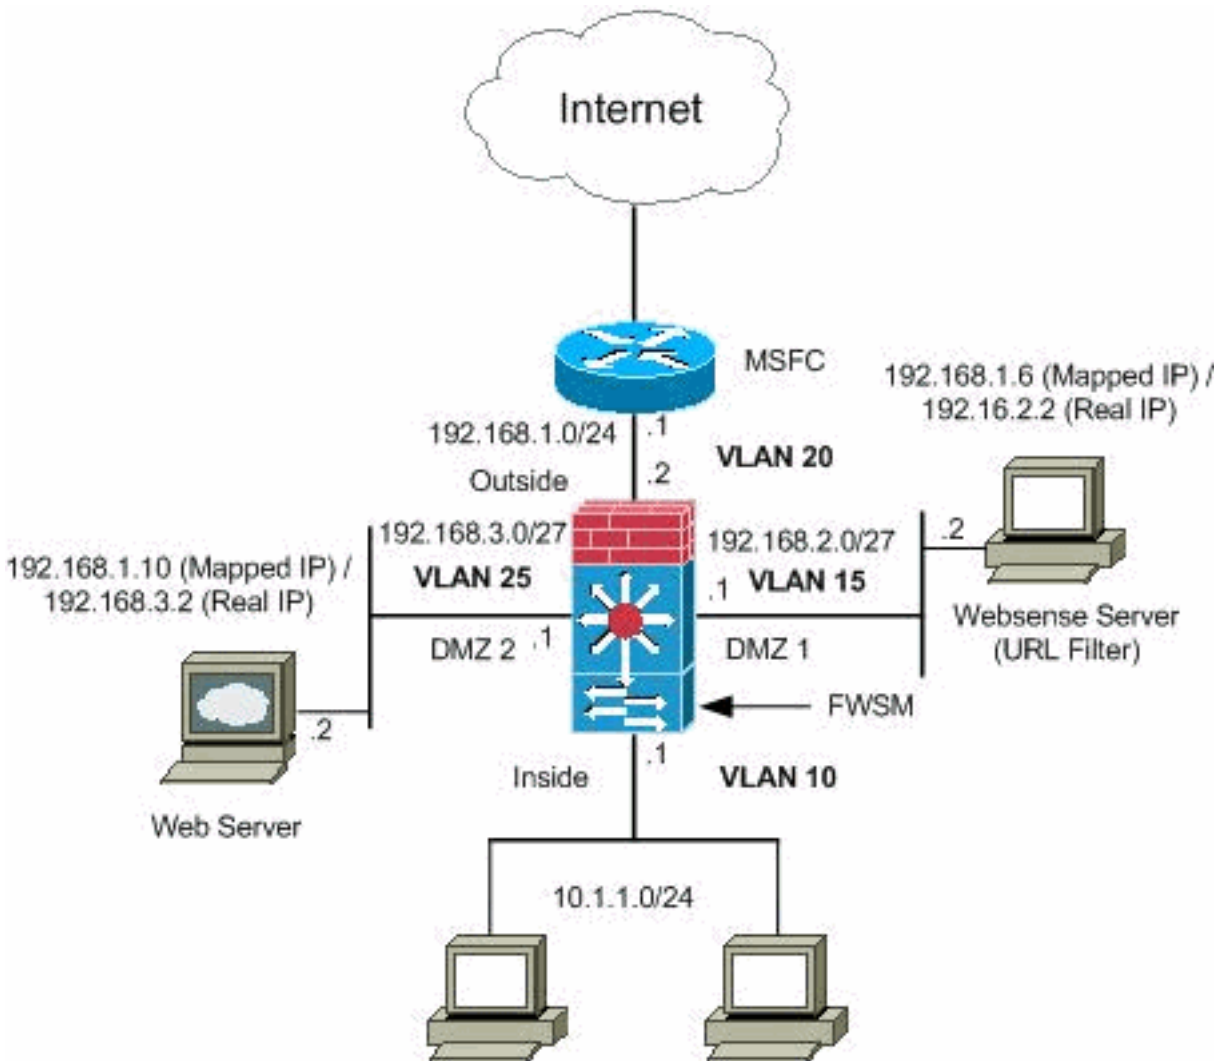 Internet
MSFC
192.168.1.6 (Mapped IP) /
192.16.2.2 (Real IP)
192.168.1.0/24
.1
VLAN 20
Outside
.2
192.168.3.0/27
192.168.2.0/27
.2
192.168.1.10 (Mapped IP) /
192.168.3.2 (Real IP)
VLAN 25
.1
VLAN 15
Websense Server
(URL Filter)
DMZ 2
.1
DMZ 1
FWSM
.2
.1
Inside
VLAN 10
Web Server
10.1.1.0/24